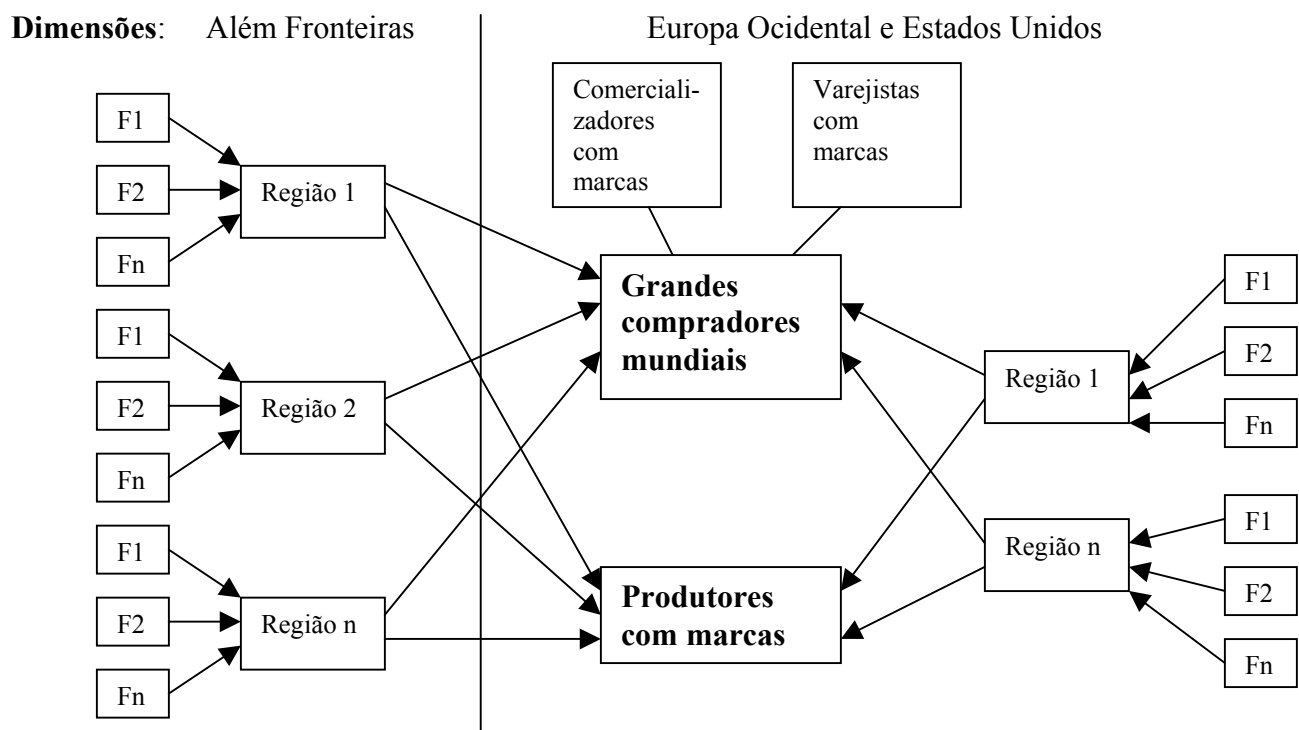 Dimensões: Além Fronteiras
Europa Ocidental e Estados Unidos
Comerciali-
zadores
com
marcas
Varejistas
com
marcas
F1
F2
Fn
Região 1
F1
F2
Fn
Região 2
F1
F2
Fn
Região n
Grandes
compradores
mundiais
Produtores
com marcas
Região 1
F1
F2
Fn
Região n
F1
F2
Fn